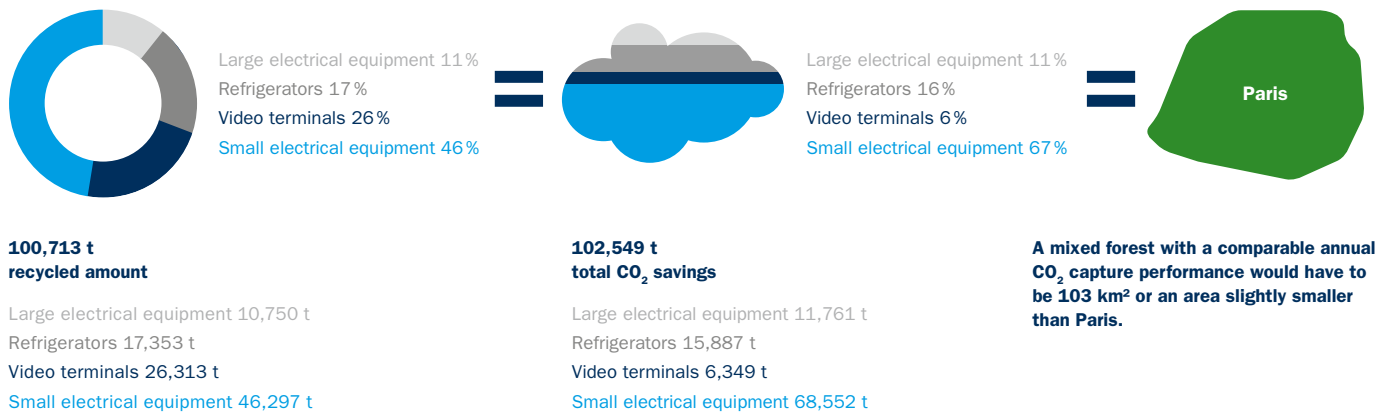 Large electrical equipment 11 %
Refrigerators 17 %
Video terminals 26 %
Small electrical equipment 46 %
Large electrical equipment 11 %
Refrigerators 16 %
Video terminals 6 %
Small electrical equipment 67 %
Paris
100,713 t
recycled amount
Large electrical equipment 10,750 t
Refrigerators 17,353 t
Video terminals 26,313 t
Small electrical equipment 46,297 t
102,549 t
total CO₂ savings
Large electrical equipment 11,761 t
Refrigerators 15,887 t
Video terminals 6,349 t
Small electrical equipment 68,552 t
A mixed forest with a comparable annual
CO₂ capture performance would have to
be 103 km² or an area slightly smaller
than Paris.